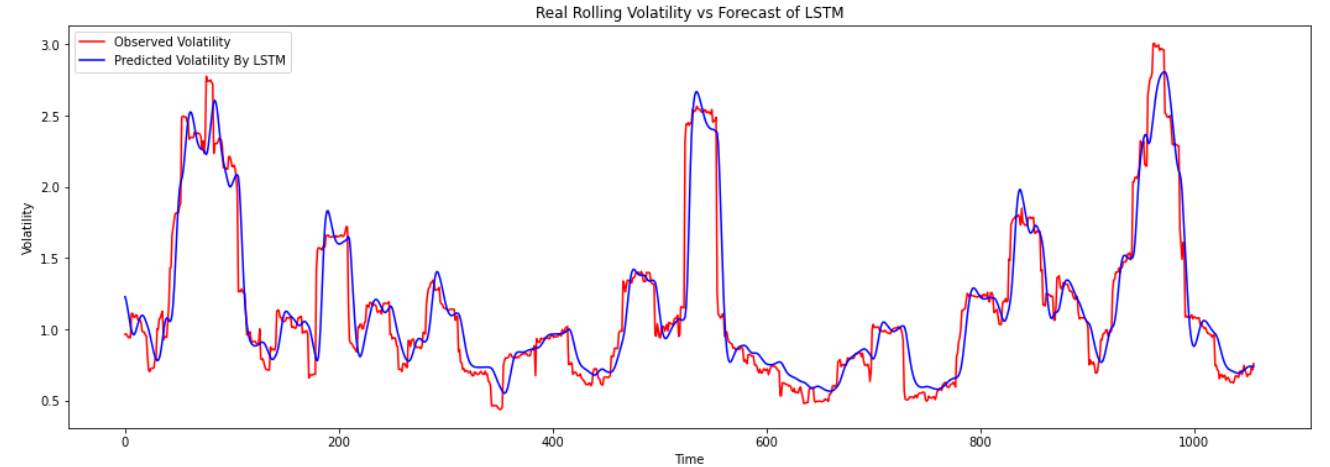 Real Rolling Volatility vs Forecast of LSTM
Observed Volatility
Predicted Volatility By LSTM
Volatility
3.0
2.5
2.0
1.5
1.0
0.5
0 200 400 600 800 1000
Time